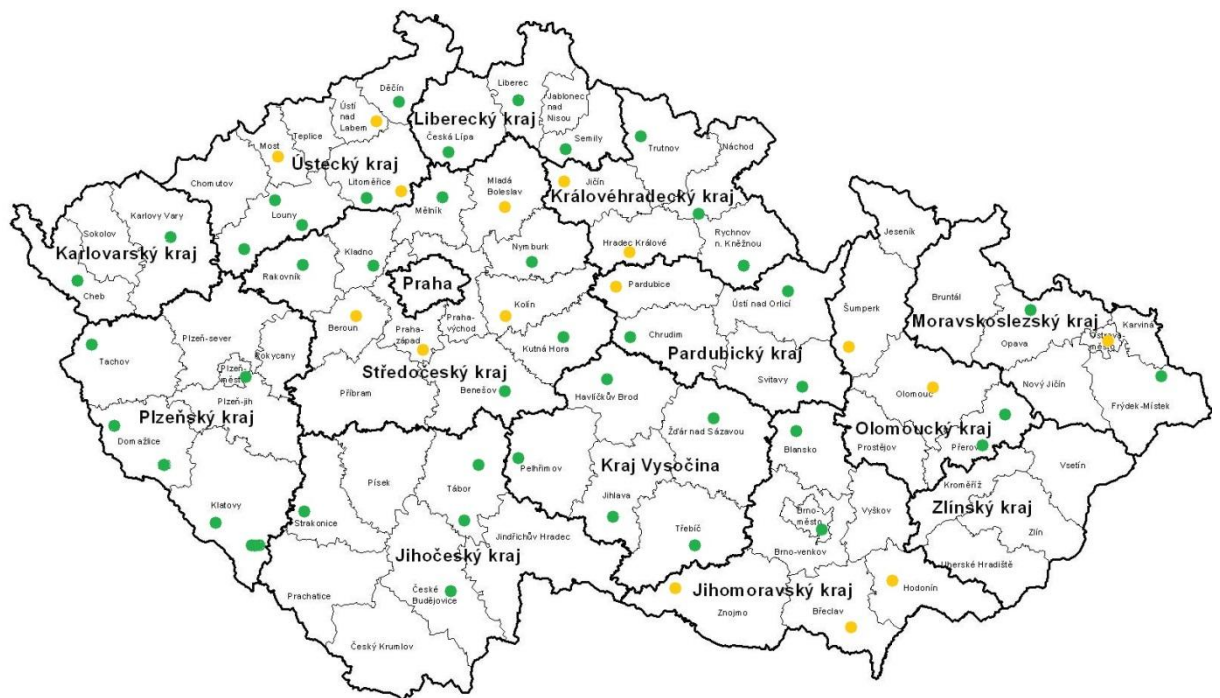 Děčín
Liberec
Jablonec
nad
Nisou
Ústí
nad
Labem
Liberecký kraj
Teplice
Česká Lípa
Semily
Trutnov
Most
Náchod
Ústecký kraj
Chomutov
Litoměřice
Mladá
Boleslav
Jičín
Královéhradecký kraj
Karlovy Vary
Louny
Mělník
Sokolov
Karlovarský kraj
Cheb
Rakovník
Kladno
Nymburk
Hradec Králové
Rychnov
n. Kněžnou
Jeseník
Praha
Pardubice
Ústí nad Orlicí
Šumperk
Bruntál
Kolín
Beroun
Praha-
západ
Praha-
východ
Moravskoslezský kraj
Karviná
Ostrava-
město
Opava
Plzeň-sever
Rokycany
Tachov
Plzeň-
město
Kutná Hora
Chrudim
Pardubický kraj
Středočeský kraj
Svitavy
Nový Jičín
Příbram
Benešov
Havlíčkův Brod
Olomouc
Frýdek-Místek
Plzeň-jih
Plzeňský kraj
Domažlice
Žďár nad Sázavou
Olomoucký kraj
Prostějov
Přerov
Blansko
Kraj Vysočina
Pelhřimov
Vsetín
Kroměříž
Písek
Tábor
Jihlava
Klatovy
Strakonice
Zlínský kraj
Vyškov
Třebíč
Brno-
město
Zlín
Jindřichův Hradec
Jihočeský kraj
Brno-venkov
Uherské Hradiště
České
Budějovice
Prachatice
Jihomoravský kraj
Hodonín
Znojmo
Břeclav
Český Krumlov